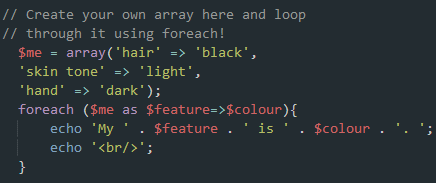 // Create your own array here and loop
// through it using foreach!
$me = array('hair' => 'black',
'skin tone' => 'light',
'hand' => 'dark');
foreach ($me as $feature=>$colour){
echo 'My ' . $feature . ' is ' . $colour . '. ';
echo '<br/>';
}